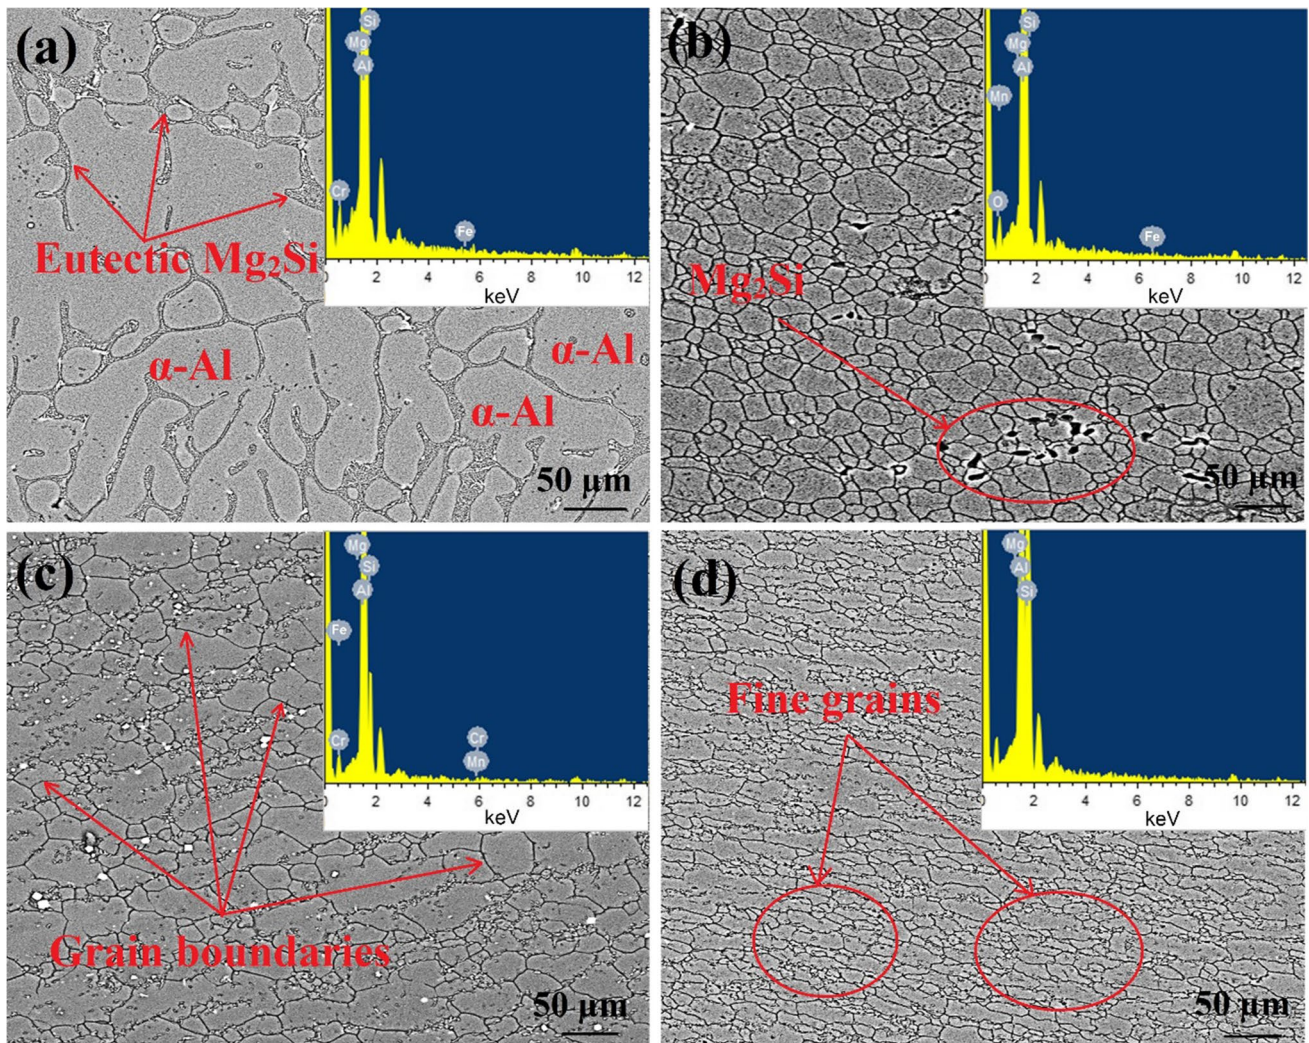 (a)
Si
Mg
Al
Cr
Fe
2 4 6 8 10 12
keV
Eutectic Mg₂Si
α-Al
α-Al
α-Al
50 μm
(b)
Si
Mg
Al
Mn
O
Fe
0 2 4 6 8 10 12
keV
Mg₂Si
50 μm
(c)
Mg
Si
Al
Fe
Cr
Cr
Mn
2 4 6 8 10 12
keV
Grain boundaries
50 μm
(d)
Mg
Al
Si
2 4 6 8 10 12
keV
Fine grains
50 μm